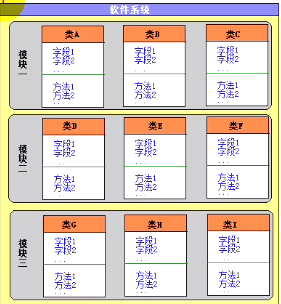 软件系统
模块一
类A
字段1
字段2
...
方法1
方法2
类B
字段1
字段2
...
方法1
方法2
类C
字段1
字段2
...
方法1
方法2
模块二
类D
字段1
字段2
...
方法1
方法2
类E
字段1
字段2
...
方法1
方法2
类F
字段1
字段2
...
方法1
方法2
模块三
类G
字段1
字段2
...
方法1
方法2
...
类H
字段1
字段2
...
方法1
方法2
...
类I
字段1
字段2
...
方法1
方法2
...